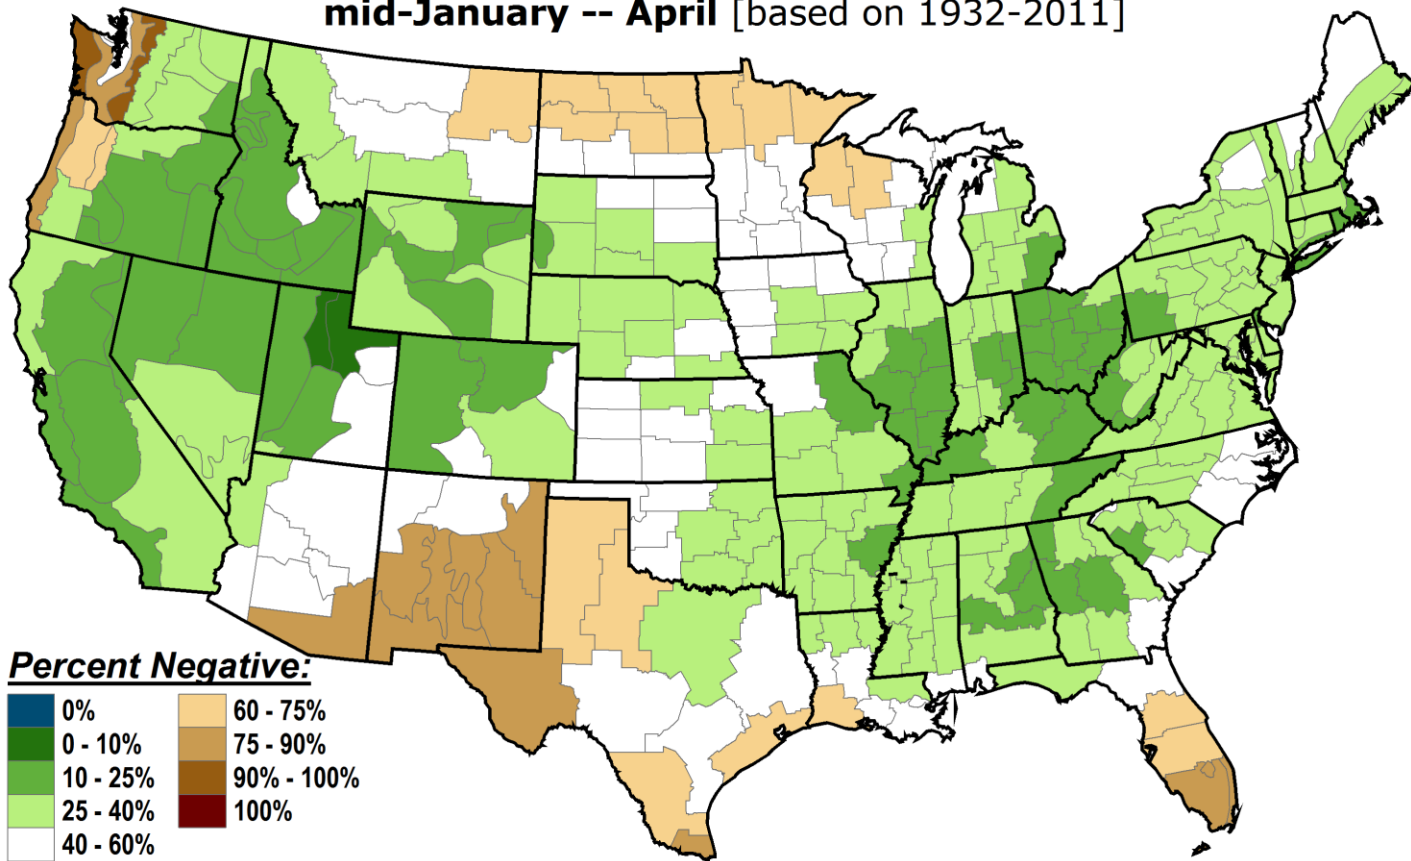 mid-January -- April [based on 1932-2011]
Percent Negative:
0%
0 - 10%
10 - 25%
25 - 40%
40 - 60%
60 - 75%
75 - 90%
90% - 100%
100%